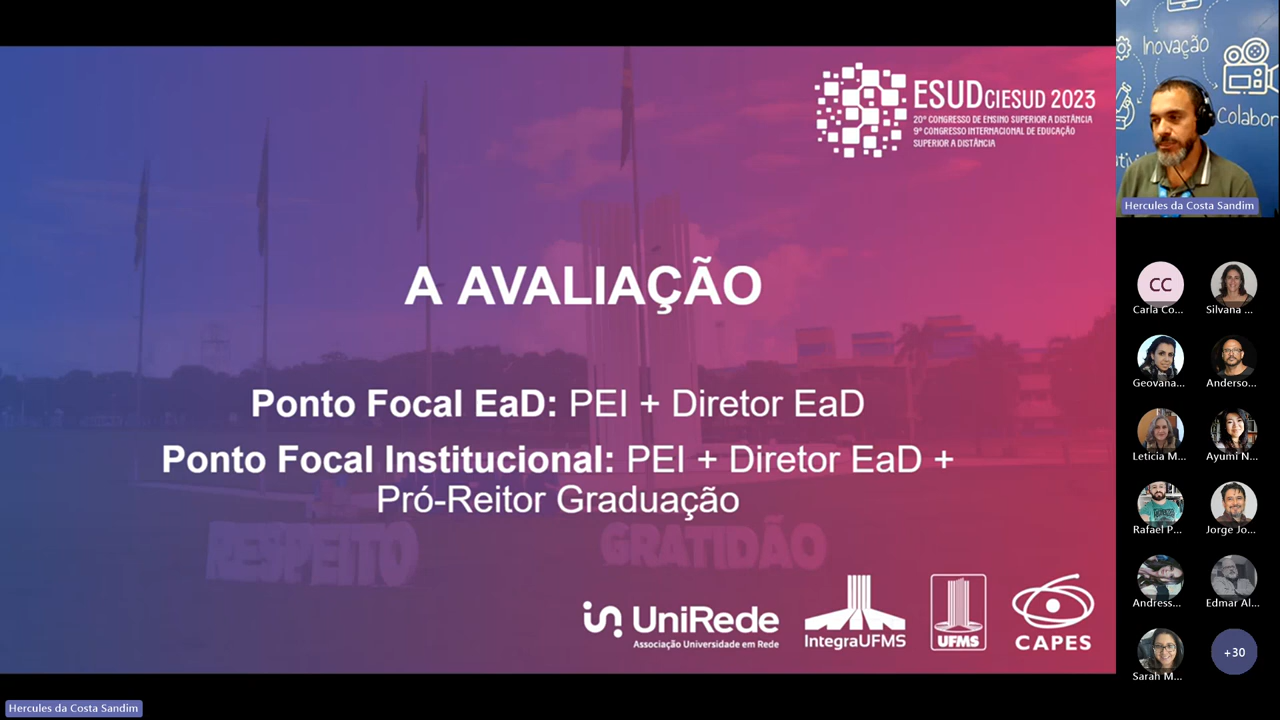 ESUDCIESUD 2023
20º CONGRESSO DE ENSINO SUPERIOR A DISTÂNCIA
9º CONGRESSO INTERNACIONAL DE EDUCAÇÃO
SUPERIOR A DISTÂNCIA
A AVALIAÇÃO
Ponto Focal EaD: PEI + Diretor EaD
Ponto Focal Institucional: PEI + Diretor EaD +
Pró-Reitor Graduação
RESPEITO
GRATIDÃO
UniRede
Associação Universidade em Rede
IntegraUFMS
UFMS
CAPES
Inovação
Colabor
Hercules da Costa Sandim
CC
Carla Co...
Silvana ...
Geovana...
Anderso...
Leticia M...
Ayumi N...
Rafael P...
Jorge Jo...
Andress...
Edmar Al...
Sarah M...
+30
Hercules da Costa Sandim